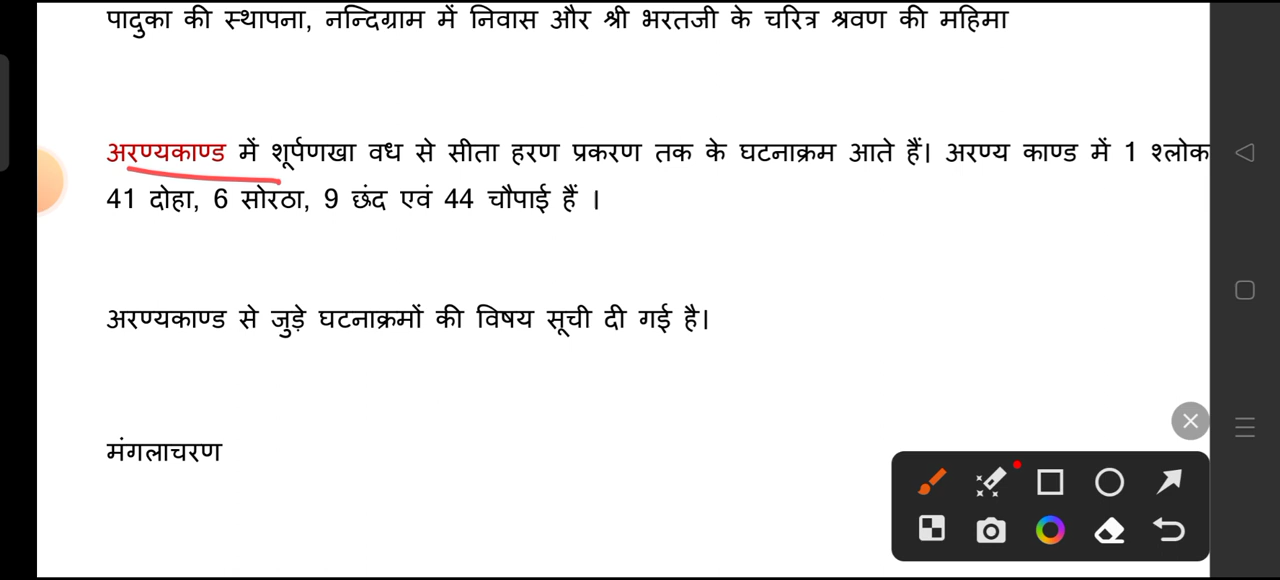 पादुका की स्थापना, नन्दिग्राम में निवास और श्री भरतजी के चरित्र श्रवण की महिमा
अरण्यकाण्ड में शूर्पणखा वध से सीता हरण प्रकरण तक के घटनाक्रम आते हैं। अरण्य काण्ड में 1 श्लोक
41 दोहा, 6 सोरठा, 9 छंद एवं 44 चौपाई हैं ।
अरण्यकाण्ड से जुड़े घटनाक्रमों की विषय सूची दी गई है।
मंगलाचरण